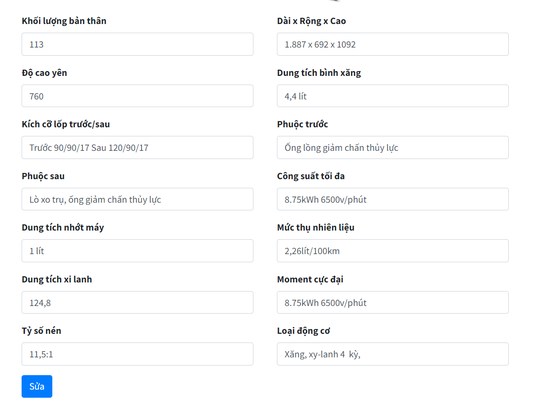 Khối lượng bản thân
Dài x Rộng x Cao
113
1.887 x 692 x 1092
Độ cao yên
Dung tích bình xăng
760
4,4 lít
Kích cỡ lốp trước/sau
Phuộc trước
Trước 90/90/17 Sau 120/90/17
Ống lồng giảm chấn thủy lực
Phuộc sau
Công suất tối đa
Lò xo trụ, ống giảm chấn thủy lực
8.75kWh 6500v/phút
Dung tích nhớt máy
Mức thụ nhiên liệu
1 lít
2,26lít/100km
Dung tích xi lanh
Moment cực đại
124,8
8.75kWh 6500v/phút
Tỷ số nén
Loại động cơ
11,5:1
Xăng, xy-lanh 4 kỳ,
Sửa